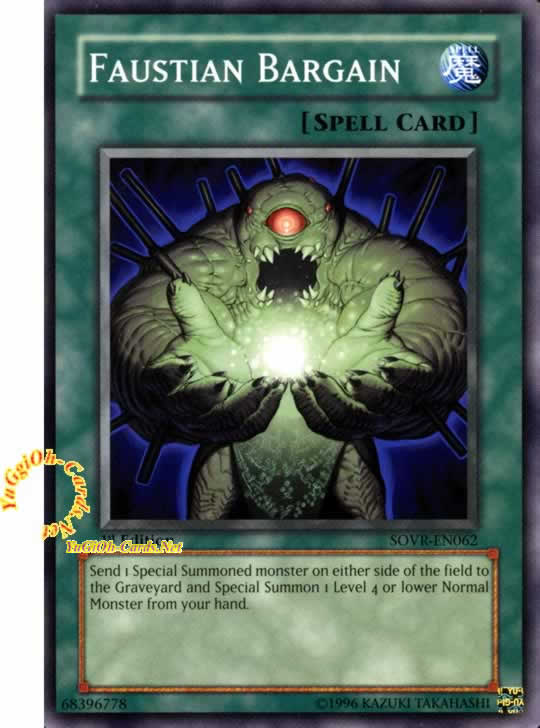 FAUSTIAN BARGAIN
SPELL
魔
[SPELL CARD]
YuGgiOh-Cards.Net
SOVR-EN062
YuGiOh-Cards.Net
Send 1 Special Summoned monster on either side of the field to
the Graveyard and Special Summon 1 Level 4 or lower Normal
Monster from your hand.
68396778
©1996 KAZUKI TAKAHASHI